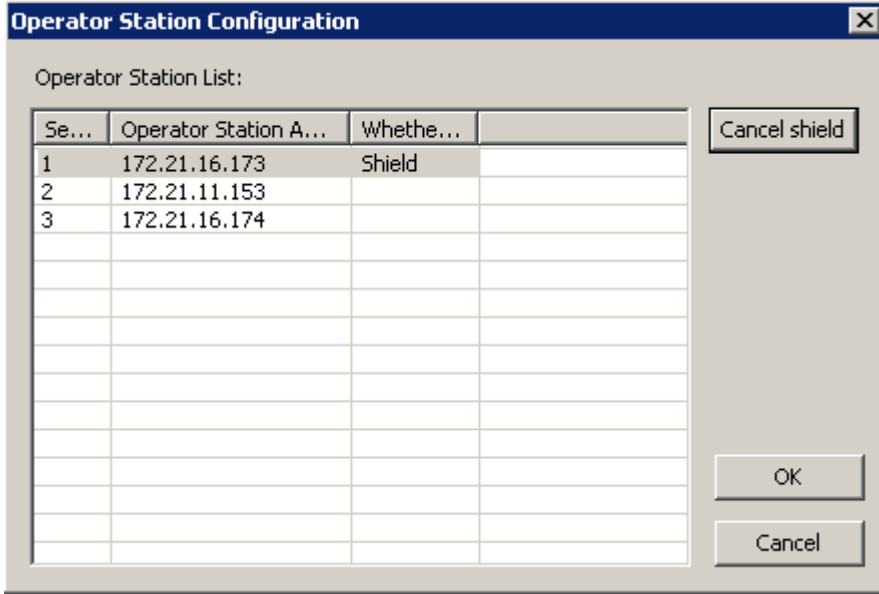 Operator Station Configuration
Operator Station List:
Se... Operator Station A... Whethe... Cancel shield
1 172.21.16.173 Shield
2 172.21.11.153
3 172.21.16.174
OK
Cancel